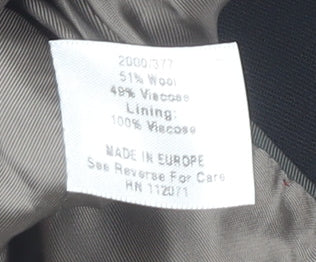 2000/377
51% Wool
49% Viscose
Lining:
100% Viscose
MADE IN EUROPE
See Reverse For Care
RN 112071